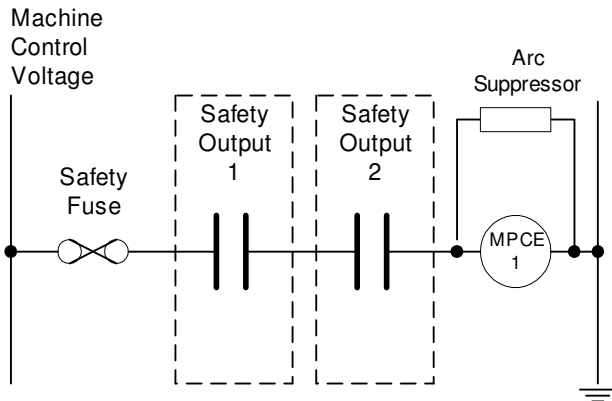 Machine
Control
Voltage
Safety
Fuse
Safety
Output
1
Safety
Output
2
Arc
Suppressor
MPCE
1